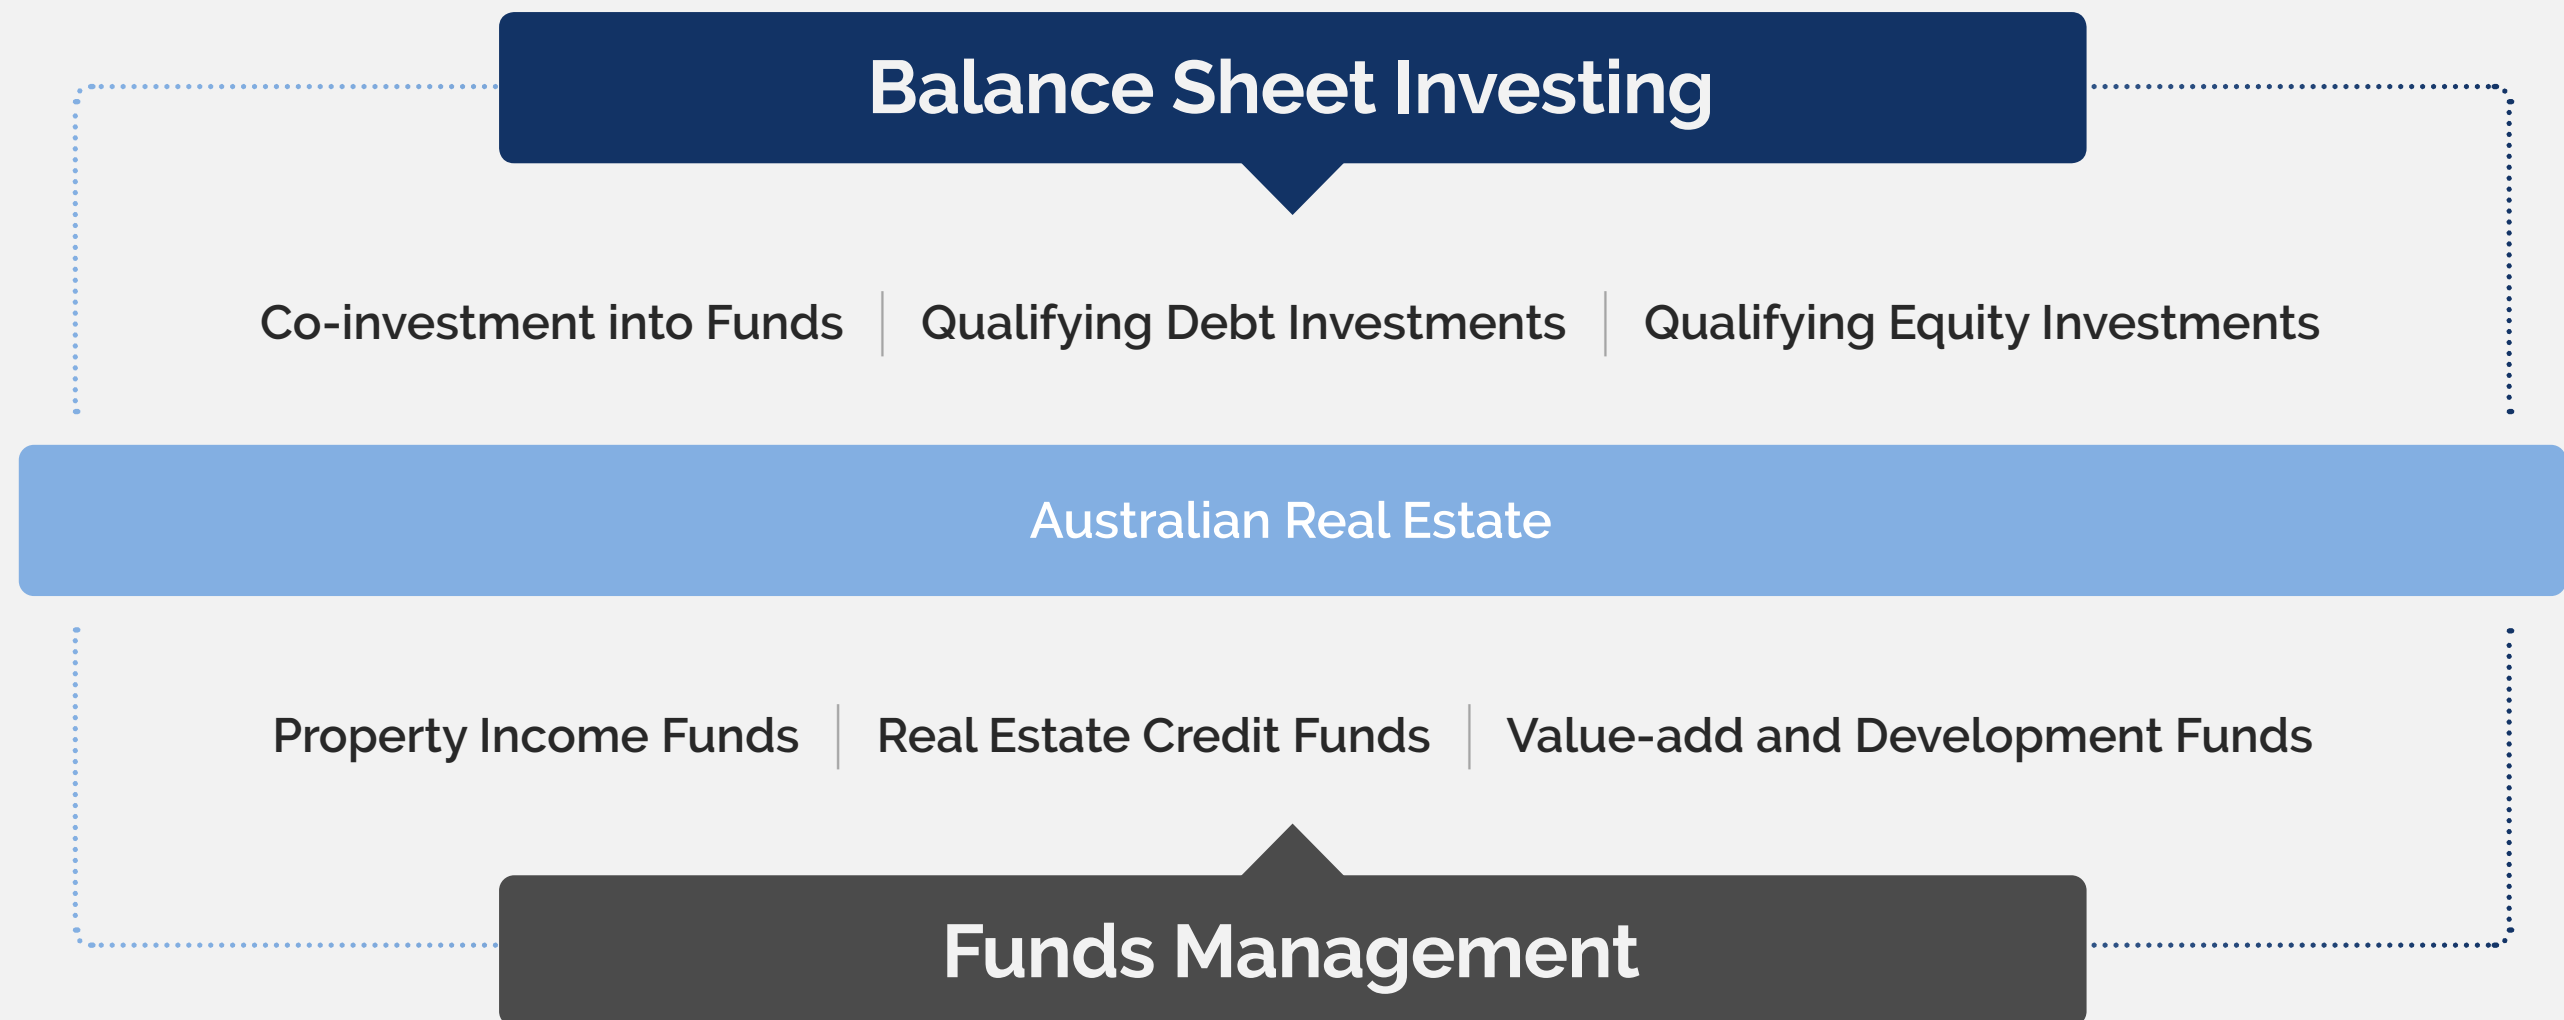 Balance Sheet Investing
Co-investment into Funds | Qualifying Debt Investments | Qualifying Equity Investments
Australian Real Estate
Property Income Funds | Real Estate Credit Funds | Value-add and Development Funds
Funds Management